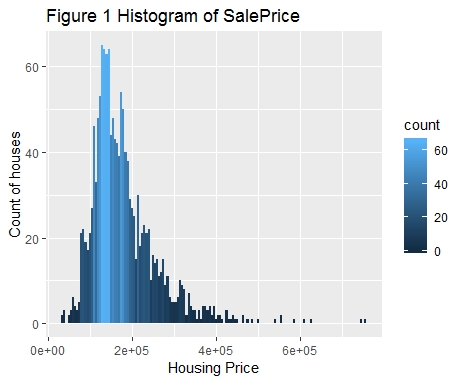 Figure 1 Histogram of SalePrice
60
40
20
0
Count of houses
0e+00 2e+05 4e+05 6e+05
Housing Price
count
60
40
20
0